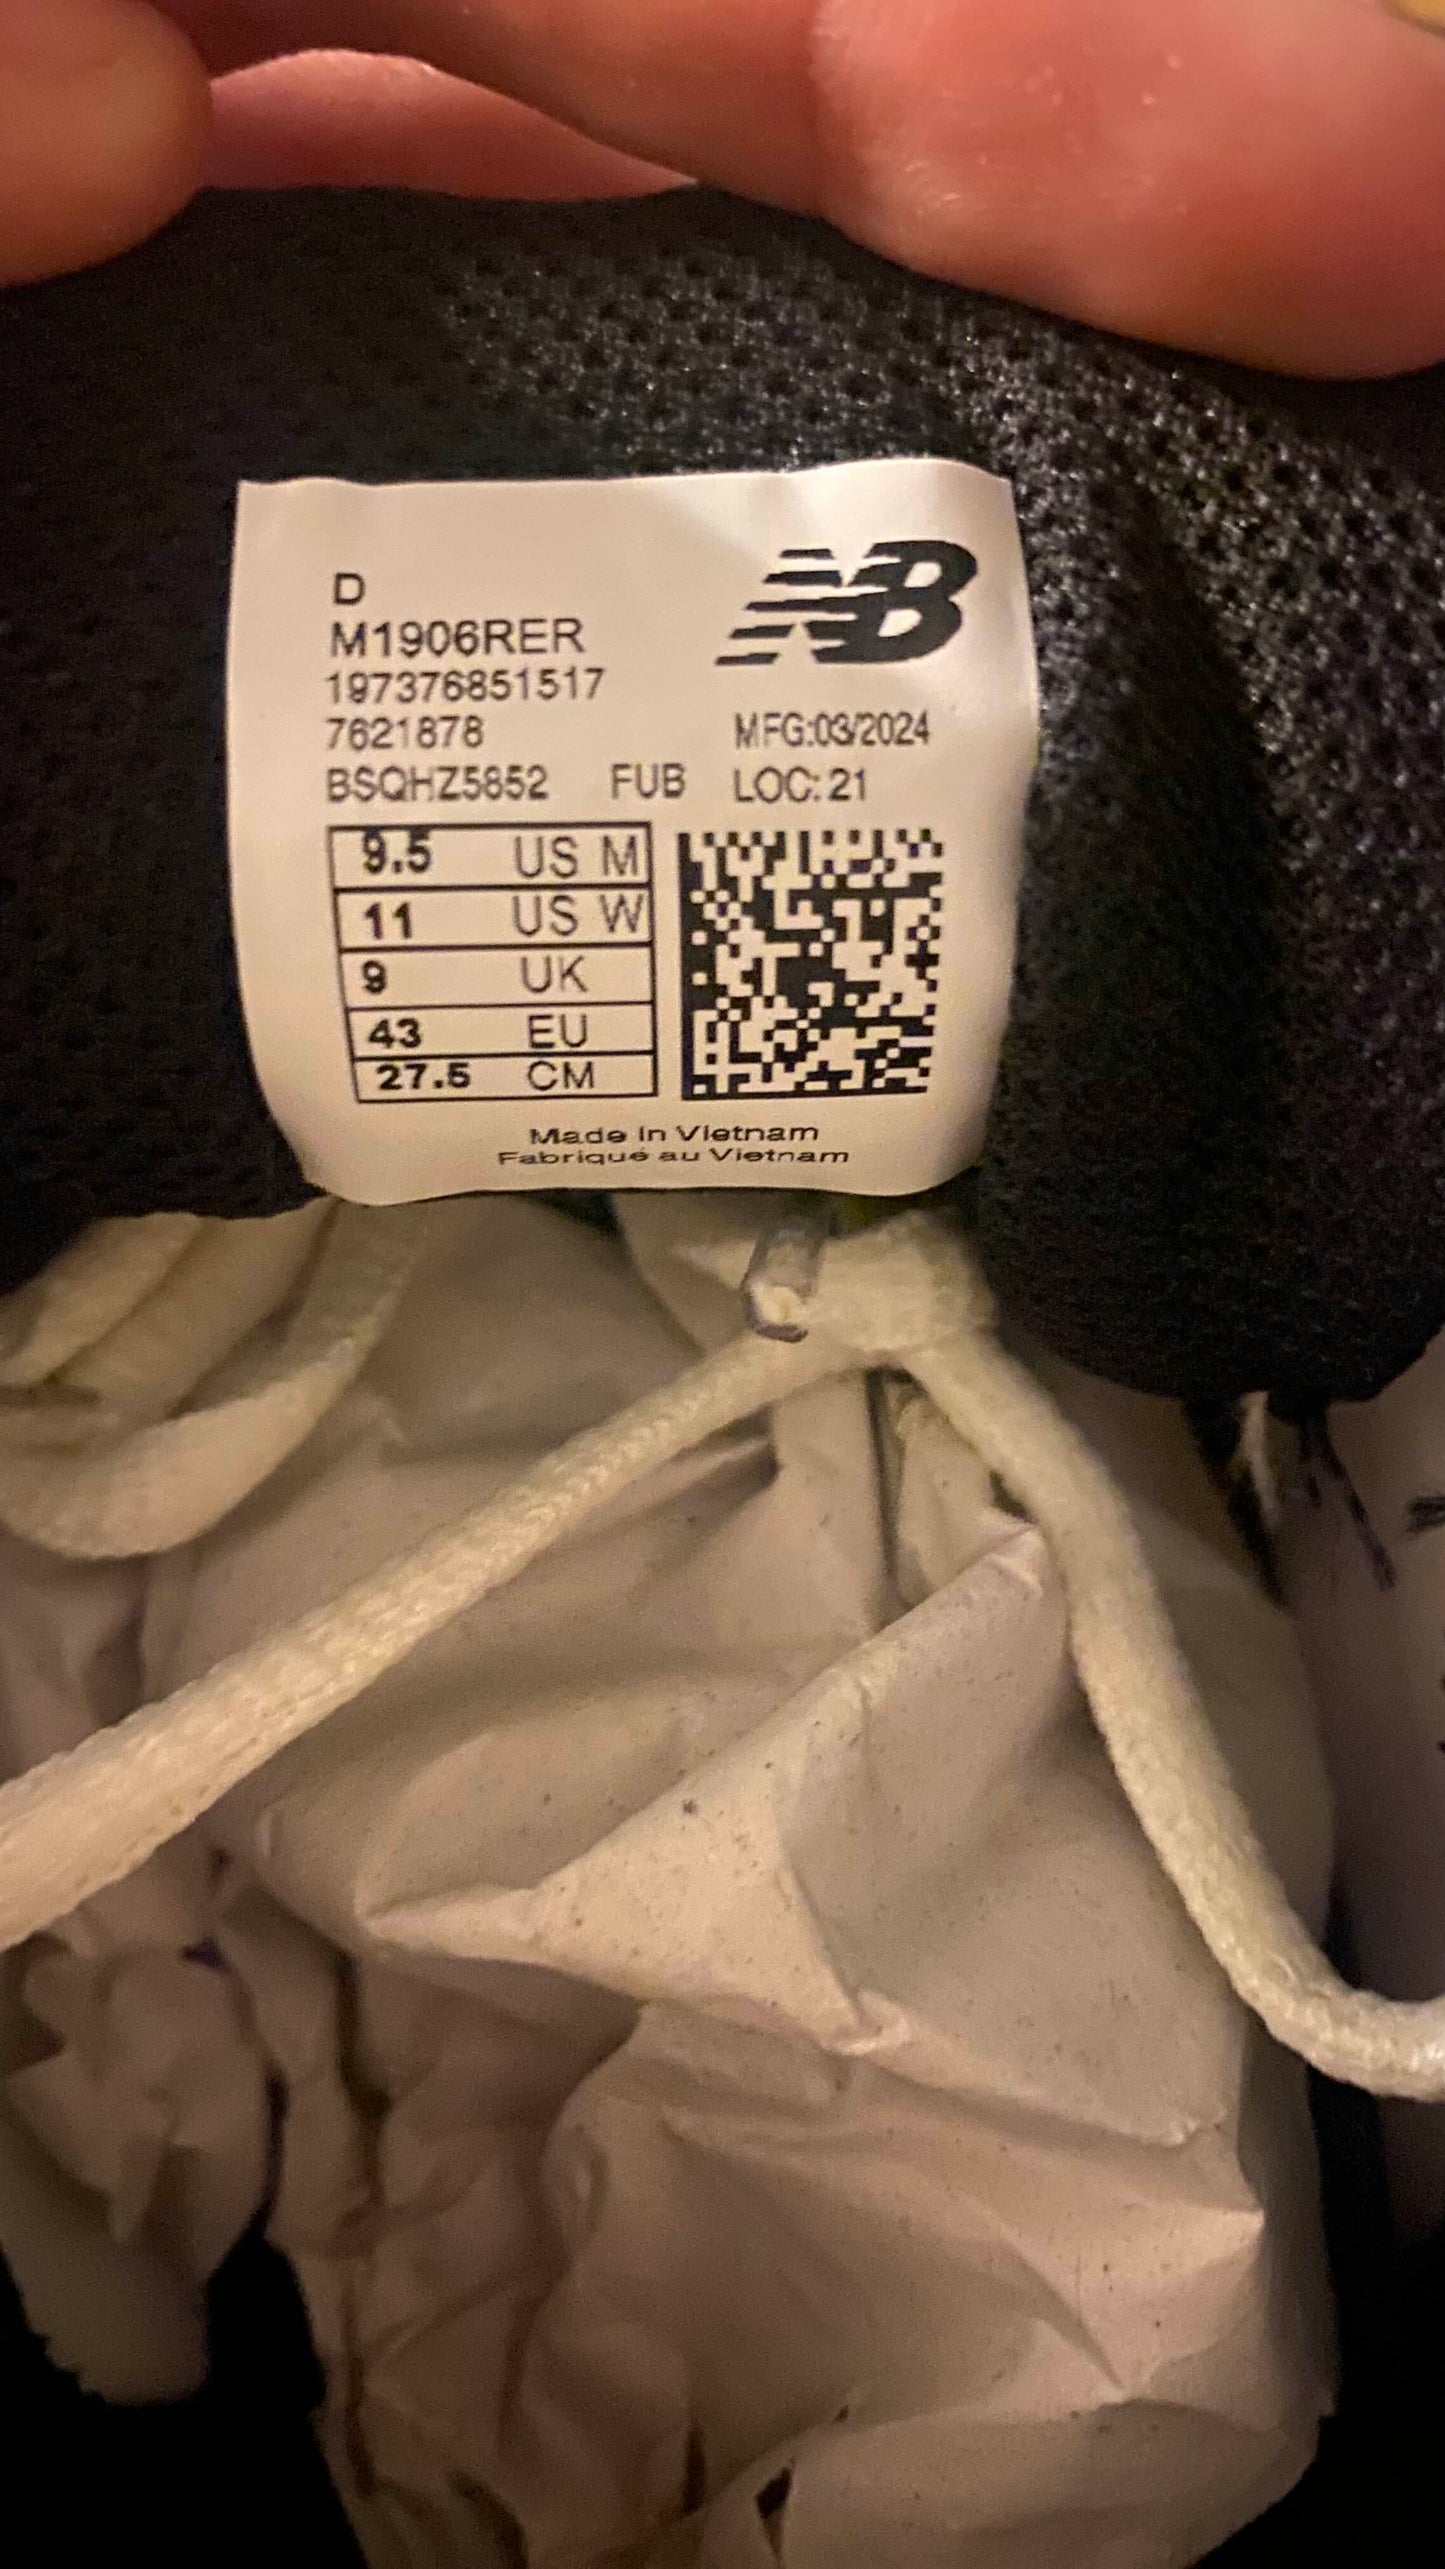 D
M1906RER
197376851517
7621878
BSQHZ5852 FUB
NB
MFG:03/2024
LOC:21
9.5 US M
11 US W
9 UK
43 EU
27.5 CM
Made in Vietnam
Fabriqué au Vietnam